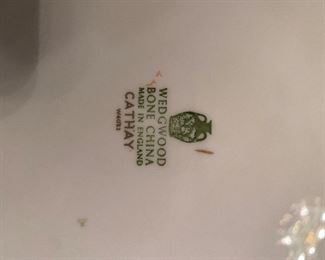 WEDGWOOD
BONE CHINA
MADE IN ENGLAND
CATHAY